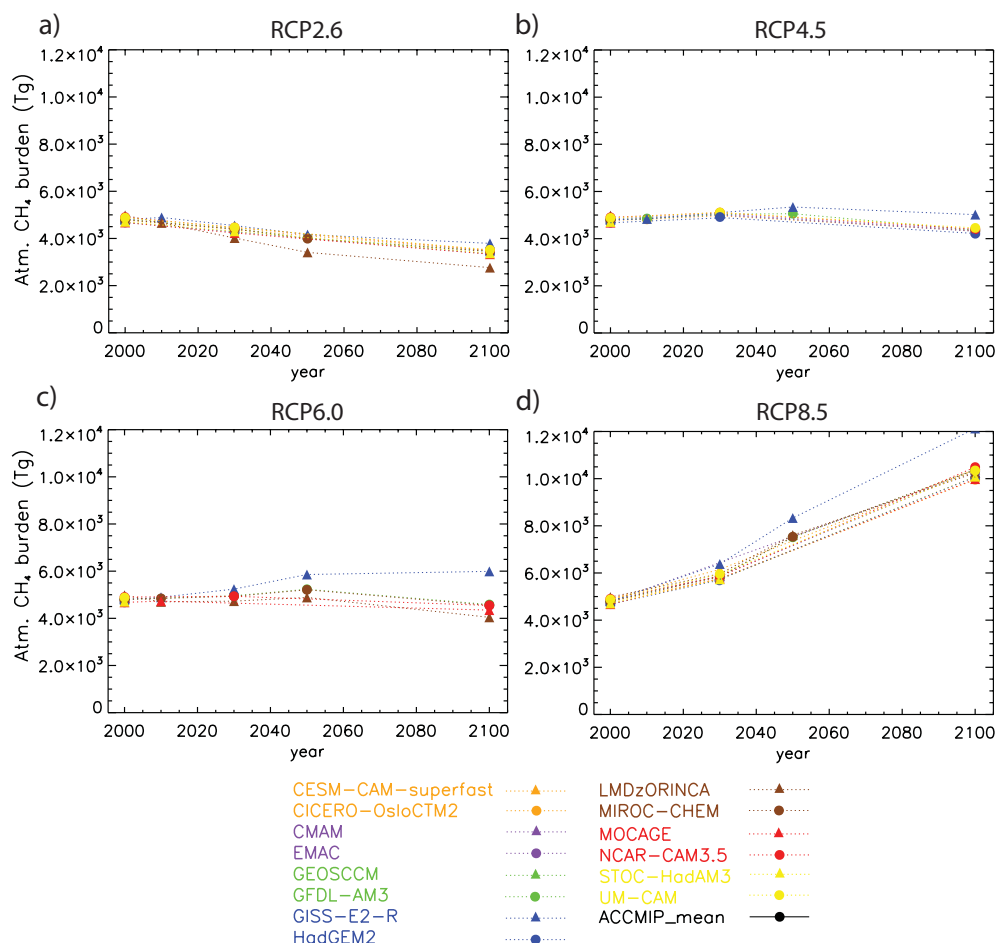 a)
RCP2.6
b)
RCP4.5
1.2×10⁴
1.0×10⁴
8.0×10³
6.0×10³
4.0×10³
2.0×10³
0
Atm. CH₄ burden (Tg)
2000 2020 2040 2060 2080 2100
year
1.2×10⁴
1.0×10⁴
8.0×10³
6.0×10³
4.0×10³
2.0×10³
0
2000 2020 2040 2060 2080 2100
year
c)
RCP6.0
d)
RCP8.5
1.2×10⁴
1.0×10⁴
8.0×10³
6.0×10³
4.0×10³
2.0×10³
0
Atm. CH₄ burden (Tg)
2000 2020 2040 2060 2080 2100
year
1.2×10⁴
1.0×10⁴
8.0×10³
6.0×10³
4.0×10³
2.0×10³
0
2000 2020 2040 2060 2080 2100
year
CESM−CAM−superfast
CICERO−OsloCTM2
CMAM
EMAC
GEOSCCM
GFDL−AM3
GISS−E2−R
HadGEM2
LMDzORINCA
MIROC−CHEM
MOCAGE
NCAR−CAM3.5
STOC−HadAM3
UM−CAM
ACCMIP_mean